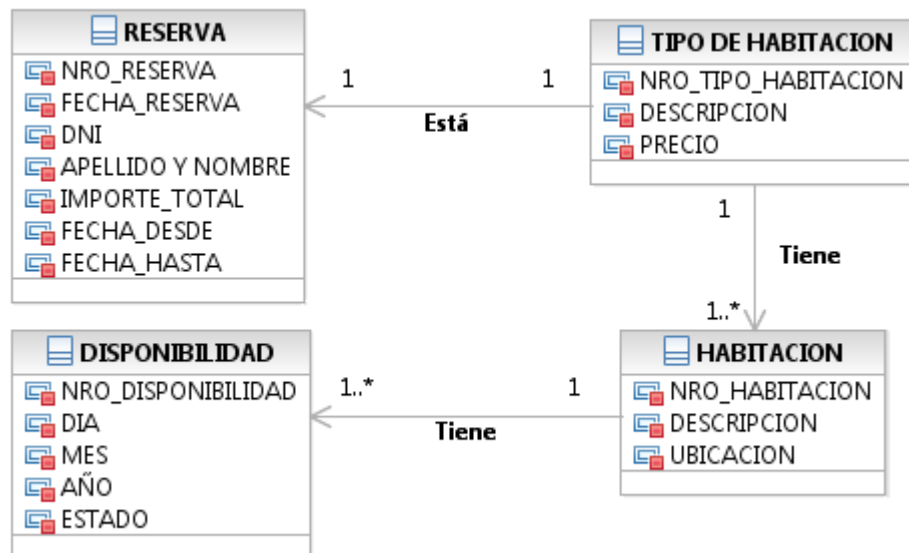 RESERVA
NRO_RESERVA
FECHA_RESERVA
DNI
APELLIDO Y NOMBRE
IMPORTE_TOTAL
FECHA_DESDE
FECHA_HASTA
1
1
Está
TIPO DE HABITACION
NRO_TIPO_HABITACION
DESCRIPCION
PRECIO
1
Tiene
1..*
DISPONIBILIDAD
NRO_DISPONIBILIDAD
DIA
MES
AÑO
ESTADO
1..*
1
Tiene
HABITACION
NRO_HABITACION
DESCRIPCION
UBICACION